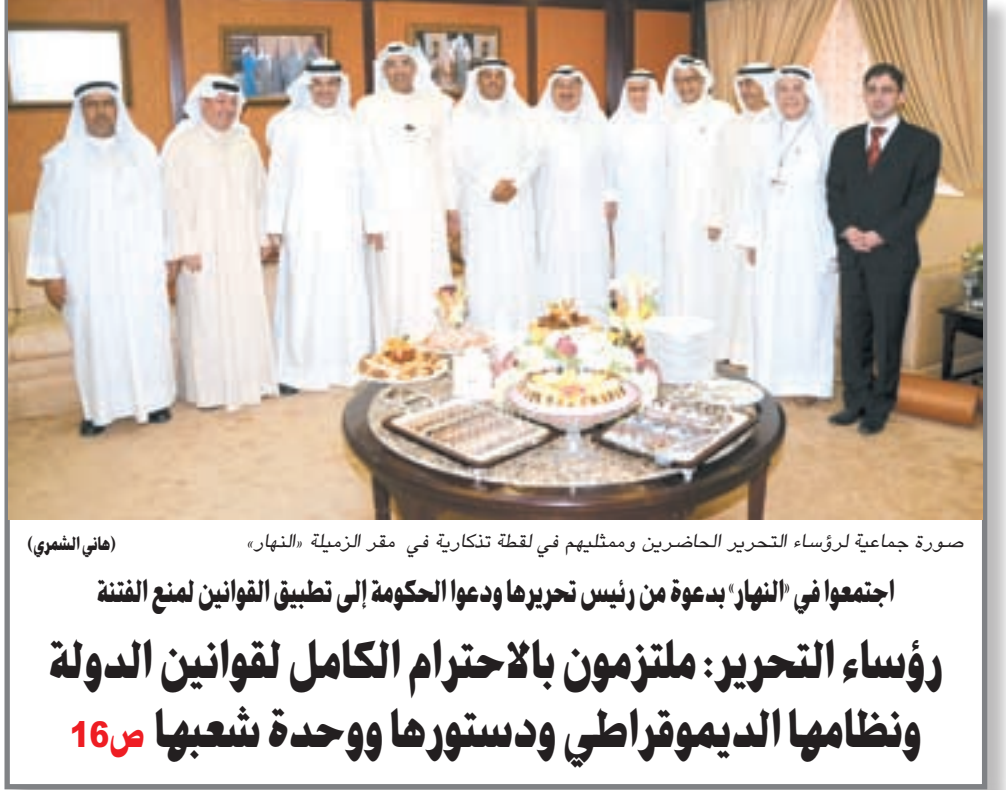 صورة جماعية لرؤساء التحرير الحاضرين وممثليهم في لقطة تذكارية في مقر الزميلة «النهار» (هاني الشمري)
اجتمعوا في «النهار» بدعوة من رئيس تحريرها ودعوا الحكومة إلى تطبيق القوانين لمنع الفتنة
رؤساء التحرير: ملتزمون بالاحترام الكامل لقوانين الدولة
ونظامها الديموقراطي ودستورها ووحدة شعبها ص16